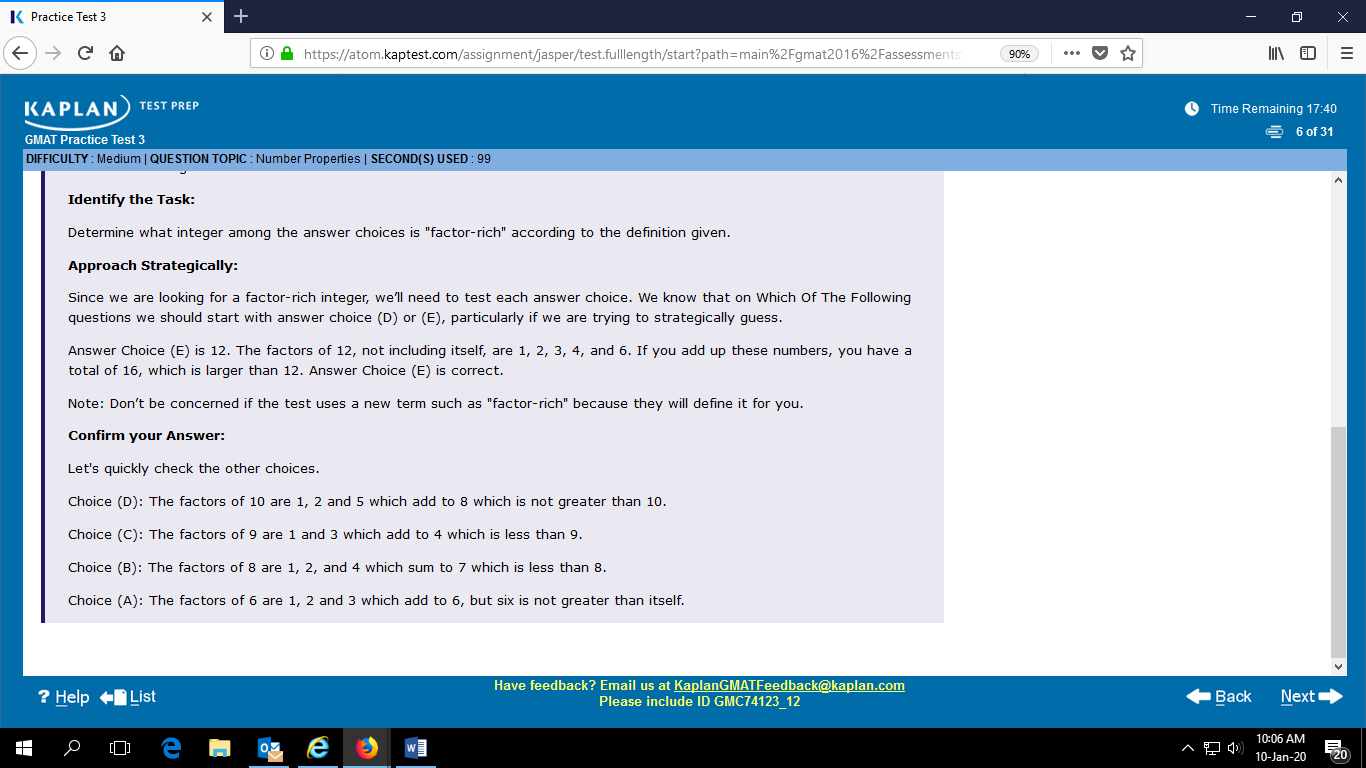 Practice Test 3
https://atom.kaptest.com/assignment/jasper/test.fulllength/start?path=main%2Fgmat2016%2Fassessments
90%
KAPLAN TEST PREP
Time Remaining 17:40
GMAT Practice Test 3
6 of 31
DIFFICULTY : Medium | QUESTION TOPIC : Number Properties | SECOND(S) USED : 99
Identify the Task:
Determine what integer among the answer choices is "factor-rich" according to the definition given.
Approach Strategically:
Since we are looking for a factor-rich integer, we’ll need to test each answer choice. We know that on Which Of The Following
questions we should start with answer choice (D) or (E), particularly if we are trying to strategically guess.
Answer Choice (E) is 12. The factors of 12, not including itself, are 1, 2, 3, 4, and 6. If you add up these numbers, you have a
total of 16, which is larger than 12. Answer Choice (E) is correct.
Note: Don’t be concerned if the test uses a new term such as "factor-rich" because they will define it for you.
Confirm your Answer:
Let's quickly check the other choices.
Choice (D): The factors of 10 are 1, 2 and 5 which add to 8 which is not greater than 10.
Choice (C): The factors of 9 are 1 and 3 which add to 4 which is less than 9.
Choice (B): The factors of 8 are 1, 2, and 4 which sum to 7 which is less than 8.
Choice (A): The factors of 6 are 1, 2 and 3 which add to 6, but six is not greater than itself.
? Help List
Have feedback? Email us at KaplanGMATFeedback@kaplan.com
Please include ID GMC74123_12
Back Next
10:06 AM
10-Jan-20
20